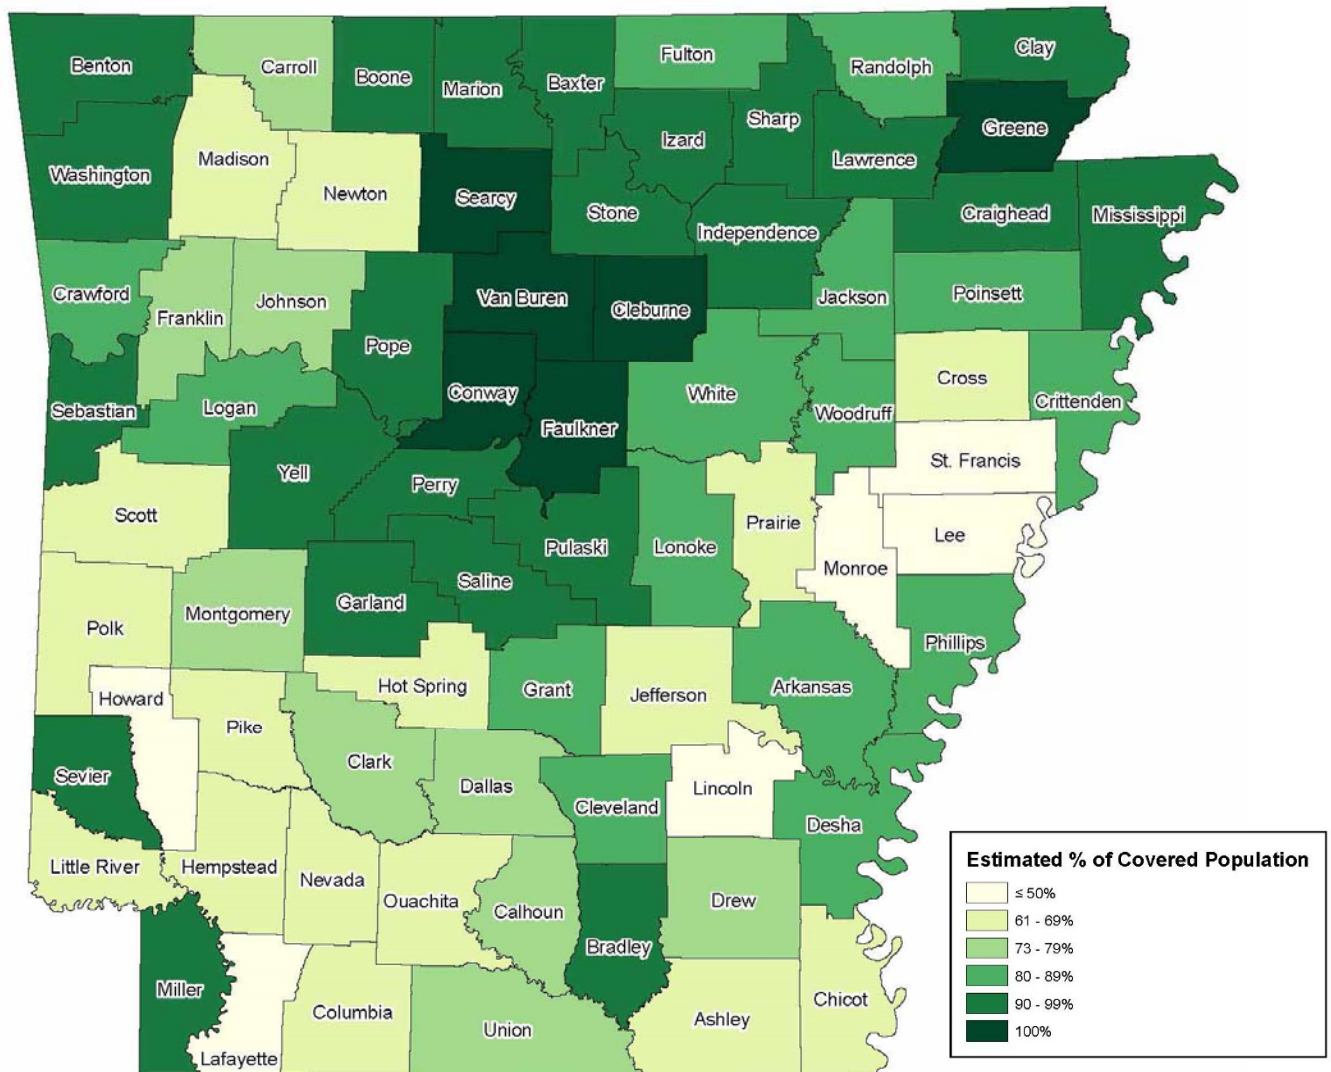 Benton
Carroll
Boone
Marion
Baxter
Fulton
Randolph
Clay
Sharp
Izard
Greene
Lawrence
Madison
Washington
Newton
Searcy
Stone
Independence
Craighead
Mississippi
Crawford
Franklin
Johnson
Van Buren
Cleburne
Jackson
Poinsett
Pope
Sebastian
Logan
Conway
Faulkner
White
Woodruff
Cross
Crittenden
Yell
Perry
St. Francis
Scott
Prairie
Lee
Pulaski
Lonoke
Monroe
Saline
Garland
Montgomery
Polk
Phillips
Howard
Hot Spring
Grant
Jefferson
Arkansas
Pike
Clark
Sevier
Dallas
Cleveland
Lincoln
Desha
Little River
Hempstead
Nevada
Ouachita
Calhoun
Drew
Bradley
Miller
Columbia
Union
Ashley
Chicot
Lafayette
Estimated % of Covered Population
≤ 50%
61 - 69%
73 - 79%
80 - 89%
90 - 99%
100%